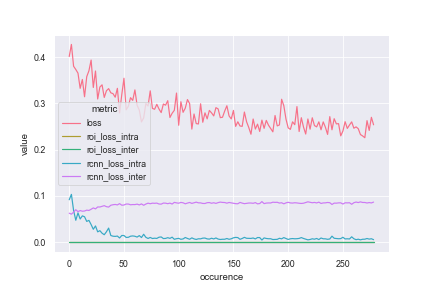 0.4
0.3
0.2
0.1
0.0
value
metric
loss
roi_loss_intra
roi_loss_inter
rcnn_loss_intra
rcnn_loss_inter
0 50 100 150 200 250
occurence